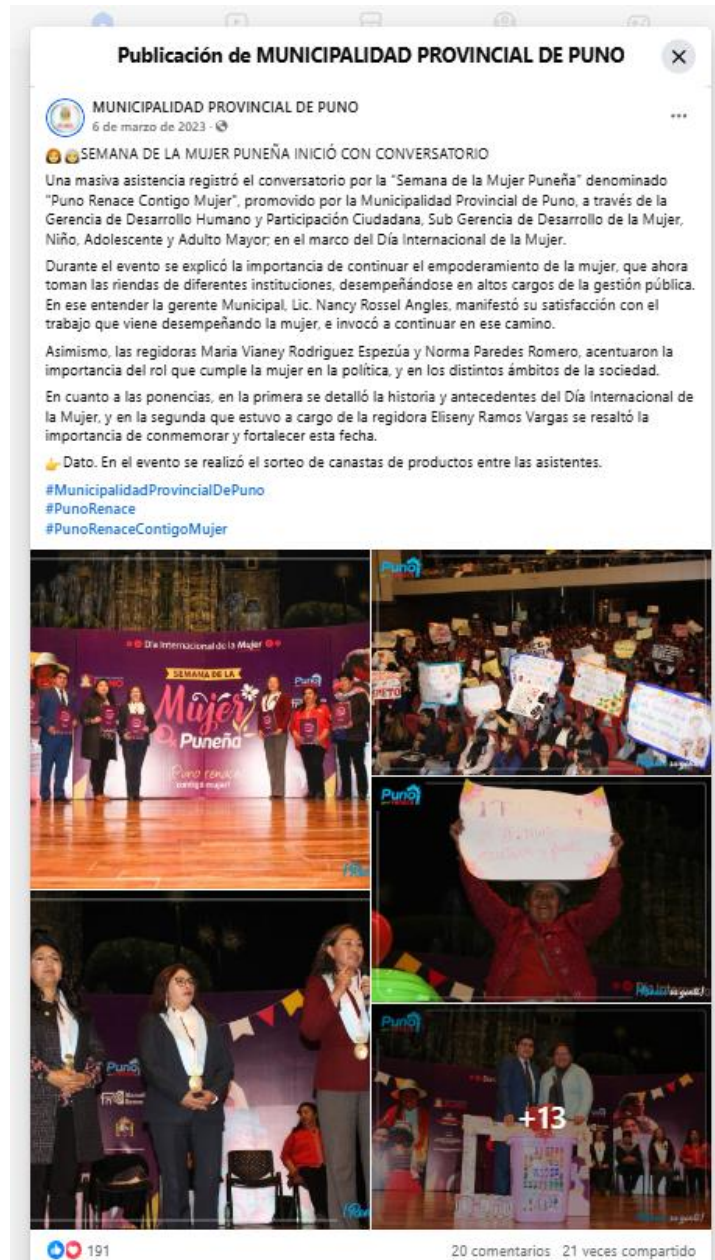 Publicación de MUNICIPALIDAD PROVINCIAL DE PUNO
MUNICIPALIDAD PROVINCIAL DE PUNO
6 de marzo de 2023 ·
SEMANA DE LA MUJER PUNEÑA INICIÓ CON CONVERSATORIO
Una masiva asistencia registró el conversatorio por la "Semana de la Mujer Puneña" denominado
"Puno Renace Contigo Mujer", promovido por la Municipalidad Provincial de Puno, a través de la
Gerencia de Desarrollo Humano y Participación Ciudadana, Sub Gerencia de Desarrollo de la Mujer,
Niño, Adolescente y Adulto Mayor; en el marco del Día Internacional de la Mujer.
Durante el evento se explicó la importancia de continuar el empoderamiento de la mujer, que ahora
toman las riendas de diferentes instituciones, desempeñándose en altos cargos de la gestión pública.
En ese entender la gerente Municipal, Lic. Nancy Rossel Angles, manifestó su satisfacción con el
trabajo que viene desempeñando la mujer, e invocó a continuar en ese camino.
Asimismo, las regidoras Maria Vianey Rodriguez Espezúa y Norma Paredes Romero, acentuaron la
importancia del rol que cumple la mujer en la política, y en los distintos ámbitos de la sociedad.
En cuanto a las ponencias, en la primera se detalló la historia y antecedentes del Día Internacional de
la Mujer, y en la segunda que estuvo a cargo de la regidora Eliseny Ramos Vargas se resaltó la
importancia de conmemorar y fortalecer esta fecha.
Dato. En el evento se realizó el sorteo de canastas de productos entre las asistentes.
#MunicipalidadProvincialDePuno
#PunoRenace
#PunoRenaceContigoMujer
Día Internacional de la Mujer
SEMANA DE LA
Mujer
Puneña
Puno renace
contigo mujer!
Puno
Puno
Puno
Puno
Puno
+13
191
20 comentarios 21 veces compartido